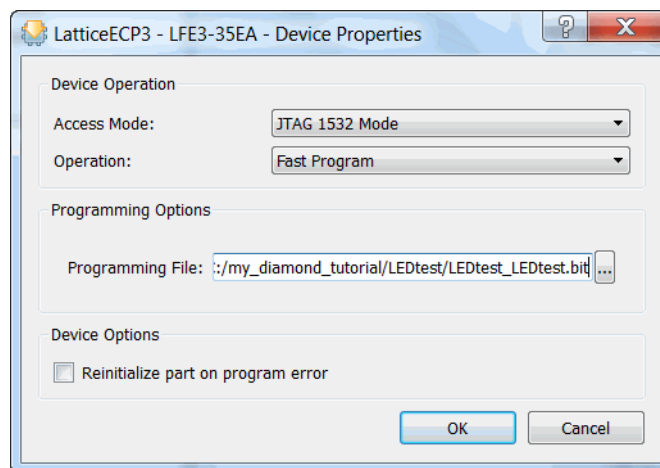 LatticeECP3 - LFE3-35EA - Device Properties
Device Operation
Access Mode: JTAG 1532 Mode
Operation: Fast Program
Programming Options
Programming File: :/my_diamond_tutorial/LEDtest/LEDtest_LEDtest.bit ...
Device Options
Reinitialize part on program error
OK Cancel